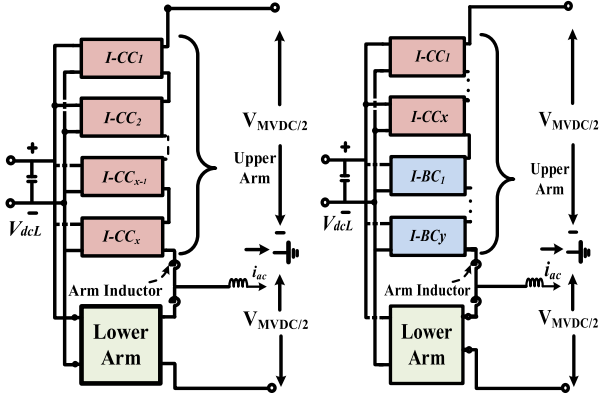 I-CC1
I-CC2
I-CCx-1
I-CCx
+
VdcL
−
VMVDC/2
Upper
Arm
−
iac
Arm Inductor
VMVDC/2
Lower
Arm
I-CC1
I-CCx
I-BC1
I-BCy
+
VdcL
−
VMVDC/2
Upper
Arm
−
iac
Arm Inductor
VMVDC/2
Lower
Arm